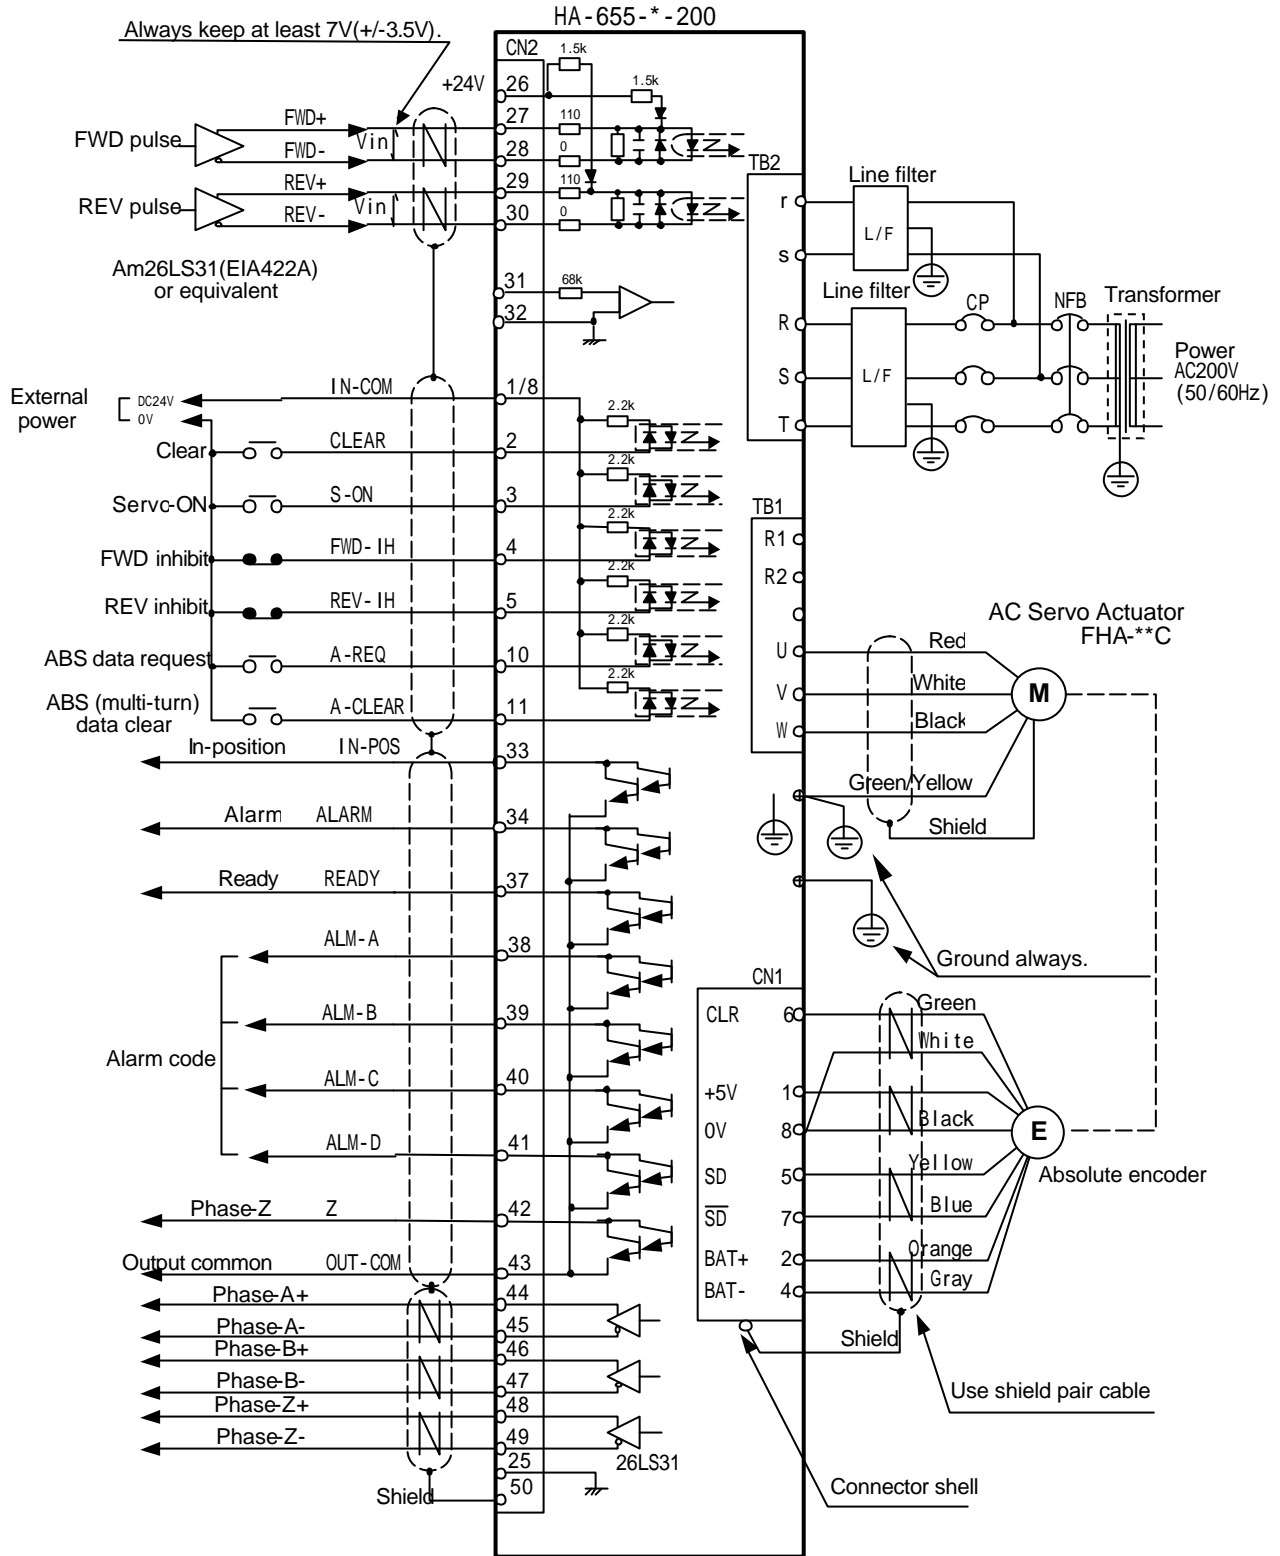 HA-655-*-200
Always keep at least 7V(+/-3.5V).
CN2
1.5k
1.5k
+24V
26
FWD pulse
FWD+
Vin
27
110
FWD-
28
0
REV pulse
REV+
Vin
29
110
REV-
30
0
Am26LS31(EIA422A)
or equivalent
31
68k
32
TB2
r
s
R
S
T
Line filter
L/F
Line filter
L/F
CP
NFB
Transformer
Power
AC200V
(50/60Hz)
External
power
DC24V
0V
IN-COM
1/8
2.2k
Clear
CLEAR
2
2.2k
Servo-ON
S-ON
3
2.2k
FWD inhibit
FWD-IH
4
2.2k
REV inhibit
REV-IH
5
2.2k
ABS data request
A-REQ
10
2.2k
ABS (multi-turn)
data clear
A-CLEAR
11
TB1
R1
R2
U
V
W
AC Servo Actuator
FHA-**C
Red
White
Black
M
Green/Yellow
Shield
Ground always.
In-position
IN-POS
33
Alarm
ALARM
34
Ready
READY
37
Alarm code
ALM-A
38
ALM-B
39
ALM-C
40
ALM-D
41
Phase-Z
Z
42
Output common
OUT-COM
43
Phase-A+
44
Phase-A-
45
Phase-B+
46
Phase-B-
47
Phase-Z+
48
Phase-Z-
49
26LS31
25
50
Shield
CN1
CLR
6
Green
White
+5V
1
0V
8
Black
E
SD
5
Yellow
Absolute encoder
SD
7
Blue
BAT+
2
Orange
BAT-
4
Gray
Shield
Use shield pair cable
Connector shell